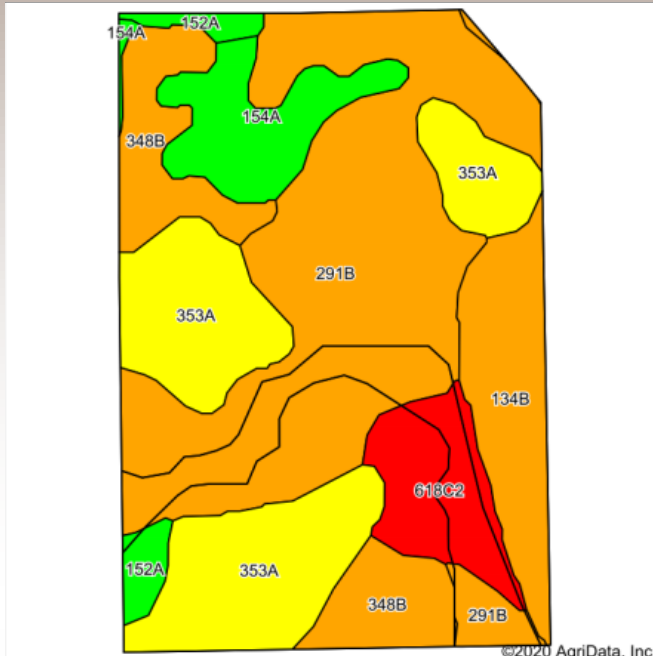 152A
154A
154A
348B
353A
291B
353A
134B
618C2
152A
353A
348B
291B
©2020 AgriData, Inc